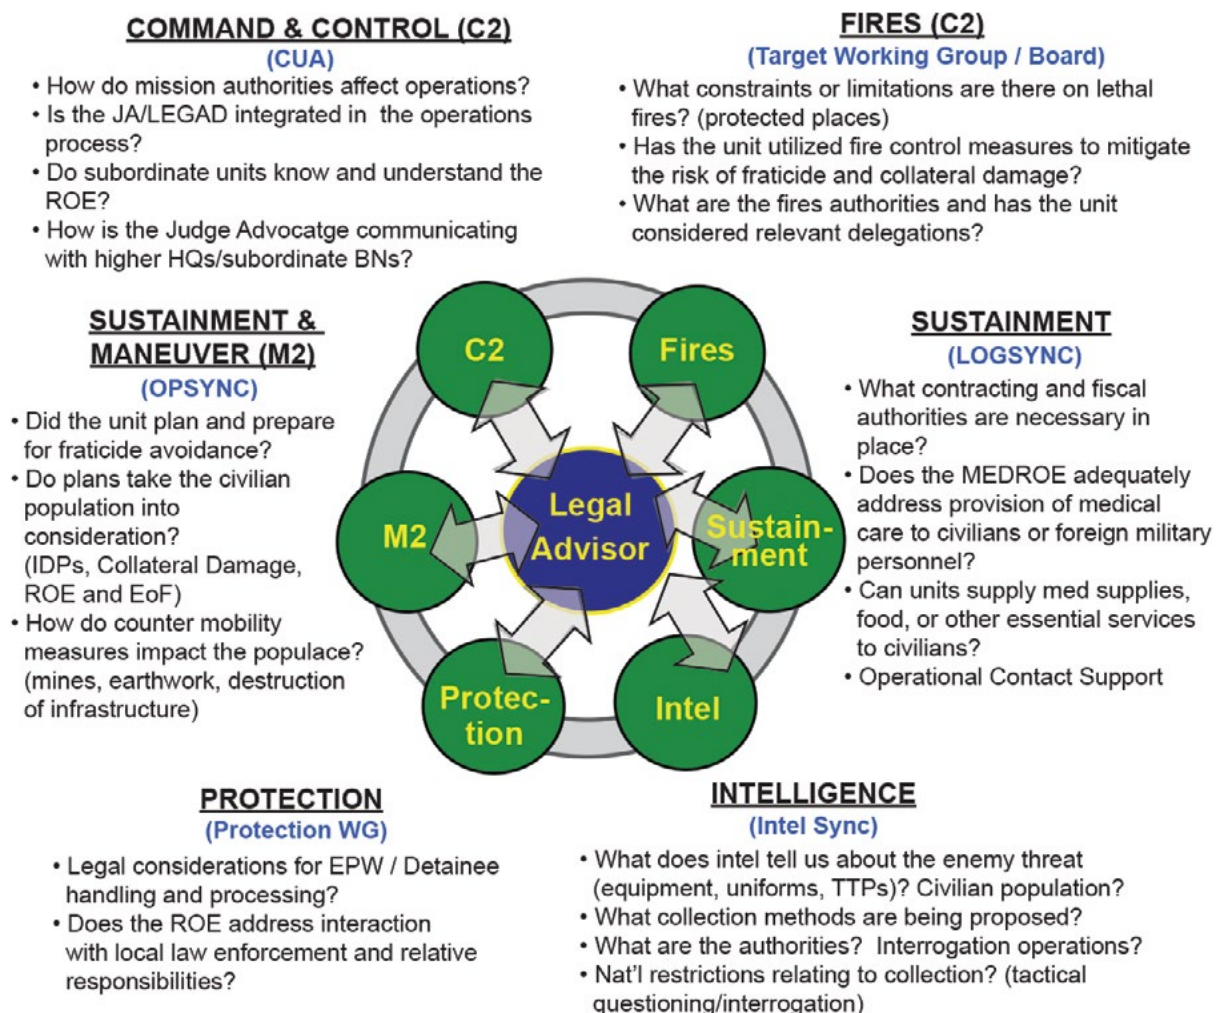 COMMAND & CONTROL (C2)
(CUA)
• How do mission authorities affect operations?
• Is the JA/LEGAD integrated in the operations
process?
• Do subordinate units know and understand the
ROE?
• How is the Judge Advocatge communicating
with higher HQs/subordinate BNs?
FIRES (C2)
(Target Working Group / Board)
• What constraints or limitations are there on lethal
fires? (protected places)
• Has the unit utilized fire control measures to mitigate
the risk of fraticide and collateral damage?
• What are the fires authorities and has the unit
considered relevant delegations?
SUSTAINMENT &
MANEUVER (M2)
(OPSYNC)
• Did the unit plan and prepare
for fraticide avoidance?
• Do plans take the civilian
population into
consideration?
(IDPs, Collateral Damage,
ROE and EoF)
• How do counter mobility
measures impact the populace?
(mines, earthwork, destruction
of infrastructure)
C2
Fires
M2
Legal
Advisor
Sustain-
ment
Protec-
tion
Intel
SUSTAINMENT
(LOGSYNC)
• What contracting and fiscal
authorities are necessary in
place?
• Does the MEDROE adequately
address provision of medical
care to civilians or foreign military
personnel?
• Can units supply med supplies,
food, or other essential services
to civilians?
• Operational Contact Support
PROTECTION
(Protection WG)
• Legal considerations for EPW / Detainee
handling and processing?
• Does the ROE address interaction
with local law enforcement and relative
responsibilities?
INTELLIGENCE
(Intel Sync)
• What does intel tell us about the enemy threat
(equipment, uniforms, TTPs)? Civilian population?
• What collection methods are being proposed?
• What are the authorities? Interrogation operations?
• Nat'l restrictions relating to collection? (tactical
questioning/interrogation)